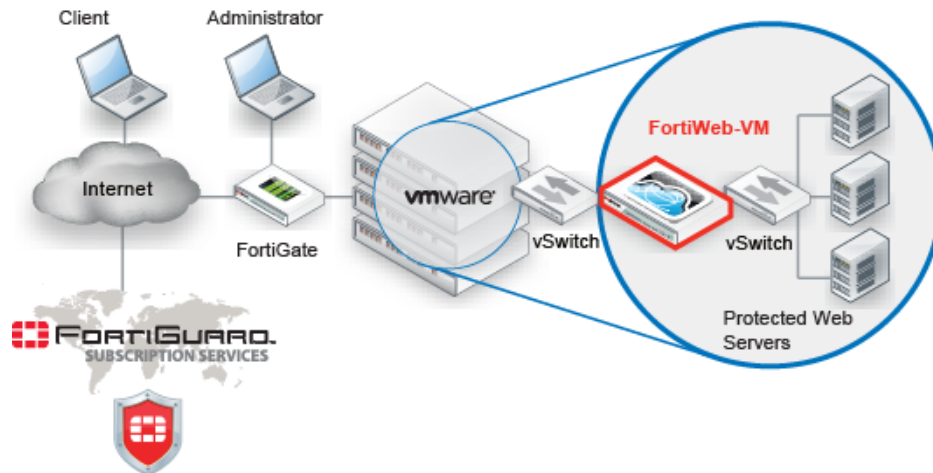 Client
Administrator
FortiWeb-VM
Internet
vmware®
FortiGate
vSwitch
vSwitch
FORTIGUARD.
SUBSCRIPTION SERVICES
Protected Web
Servers